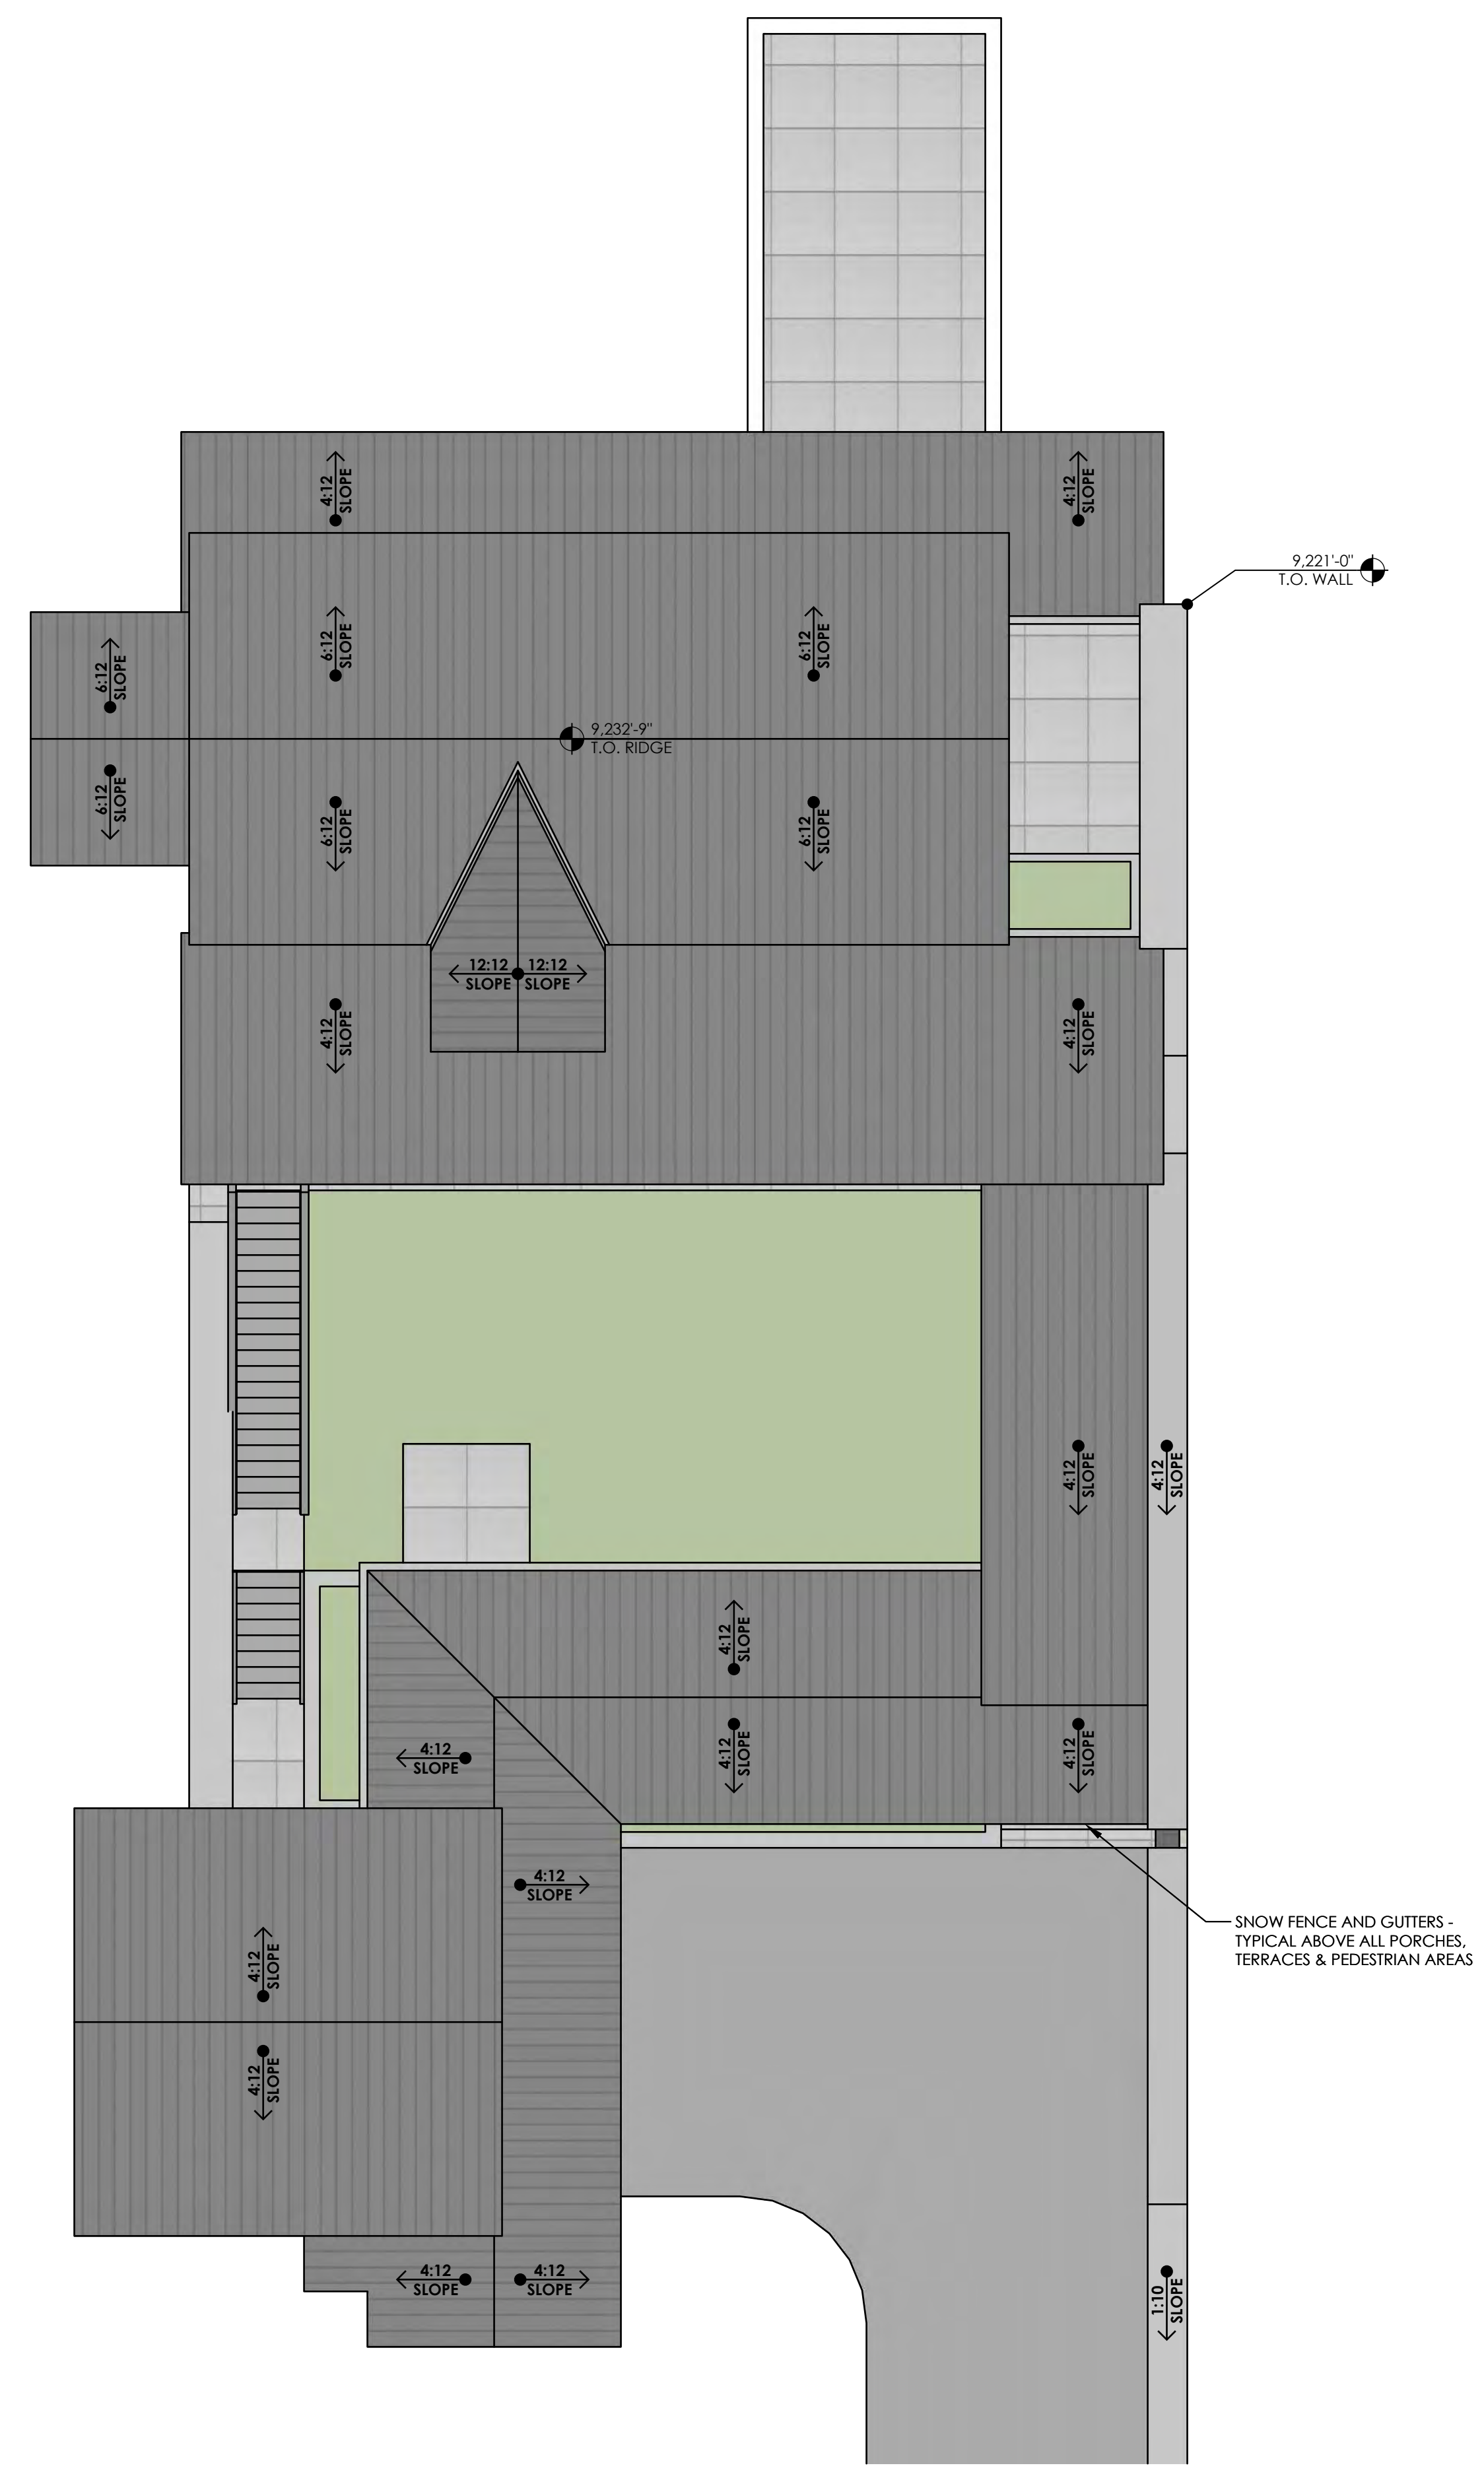 4:12
SLOPE
4:12
SLOPE
9,221'-0"
T.O. WALL
6:12
SLOPE
6:12
SLOPE
6:12
SLOPE
9,232'-9"
T.O. RIDGE
6:12
SLOPE
6:12
SLOPE
6:12
SLOPE
12:12
SLOPE
12:12
SLOPE
4:12
SLOPE
4:12
SLOPE
4:12
SLOPE
4:12
SLOPE
4:12
SLOPE
4:12
SLOPE
4:12
SLOPE
4:12
SLOPE
4:12
SLOPE
SNOW FENCE AND GUTTERS -
TYPICAL ABOVE ALL PORCHES,
TERRACES & PEDESTRIAN AREAS
4:12
SLOPE
4:12
SLOPE
4:12
SLOPE
4:12
SLOPE
1:10
SLOPE